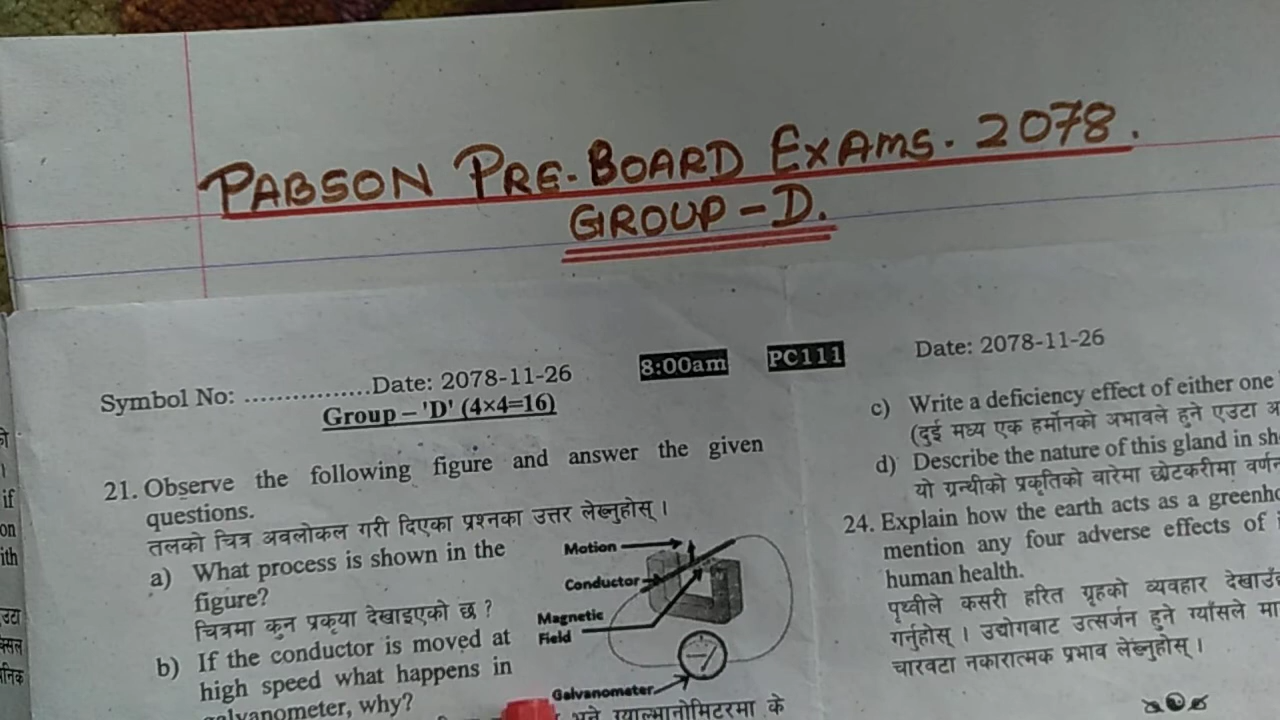 PABSON PRE-BOARD EXAMS. 2078.
GROUP-D.
Symbol No: .................Date: 2078-11-26
8:00am
PC111
Group – 'D' (4×4=16)
21. Observe the following figure and answer the given
questions.
तलको चित्र अवलोकल गरी दिएका प्रश्नका उत्तर लेख्नुहोस् ।
a) What process is shown in the
figure?
चित्रमा कुन प्रकृया देखाइएको छ ?
b) If the conductor is moved at
high speed what happens in
galvanometer, why?
भने ग्याल्भानोमिटरमा के
Motion
Conductor
Magnetic
Field
Galvanometer
Date: 2078-11-26
c) Write a deficiency effect of either one
(दुई मध्य एक हर्मोनको अभावले हुने एउटा
d) Describe the nature of this gland in
यो ग्रन्थीको प्रकृतिको वारेमा छोटकरीमा
24. Explain how the earth acts as a
mention any four adverse effects of
human health.
पृथ्वीले कसरी हरित गृहको व्यवहार
गर्नुहोस् । उद्योगबाट उत्सर्जन हुने ग्याँसले
चारवटा नकारात्मक प्रभाव लेख्नुहोस् ।
if
on
ith